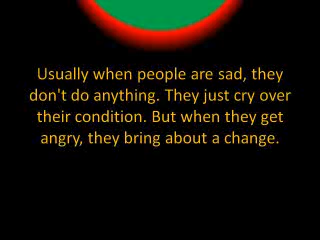 Usually when people are sad, they
don't do anything. They just cry over
their condition. But when they get
angry, they bring about a change.